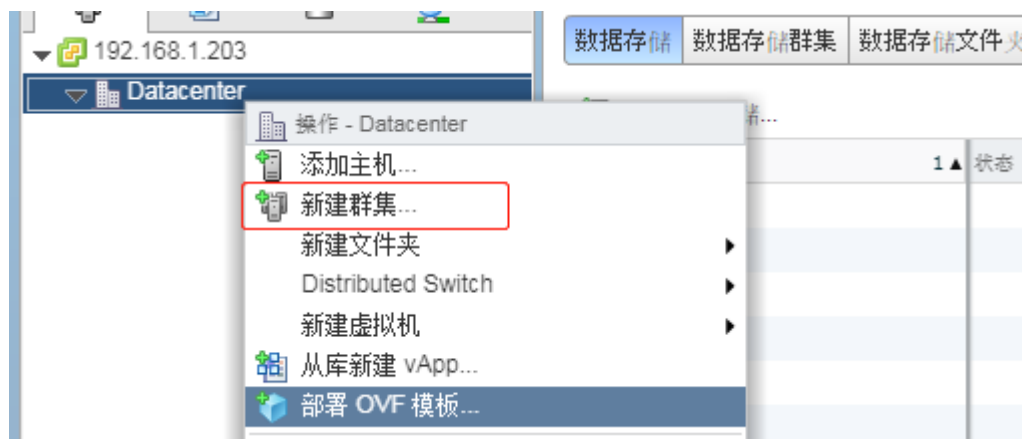 192.168.1.203
Datacenter
数据存储 数据存储群集 数据存储文件夹
操作 - Datacenter
储...
1 状态
添加主机...
新建群集...
新建文件夹
Distributed Switch
新建虚拟机
从库新建 vApp...
部署 OVF 模板...